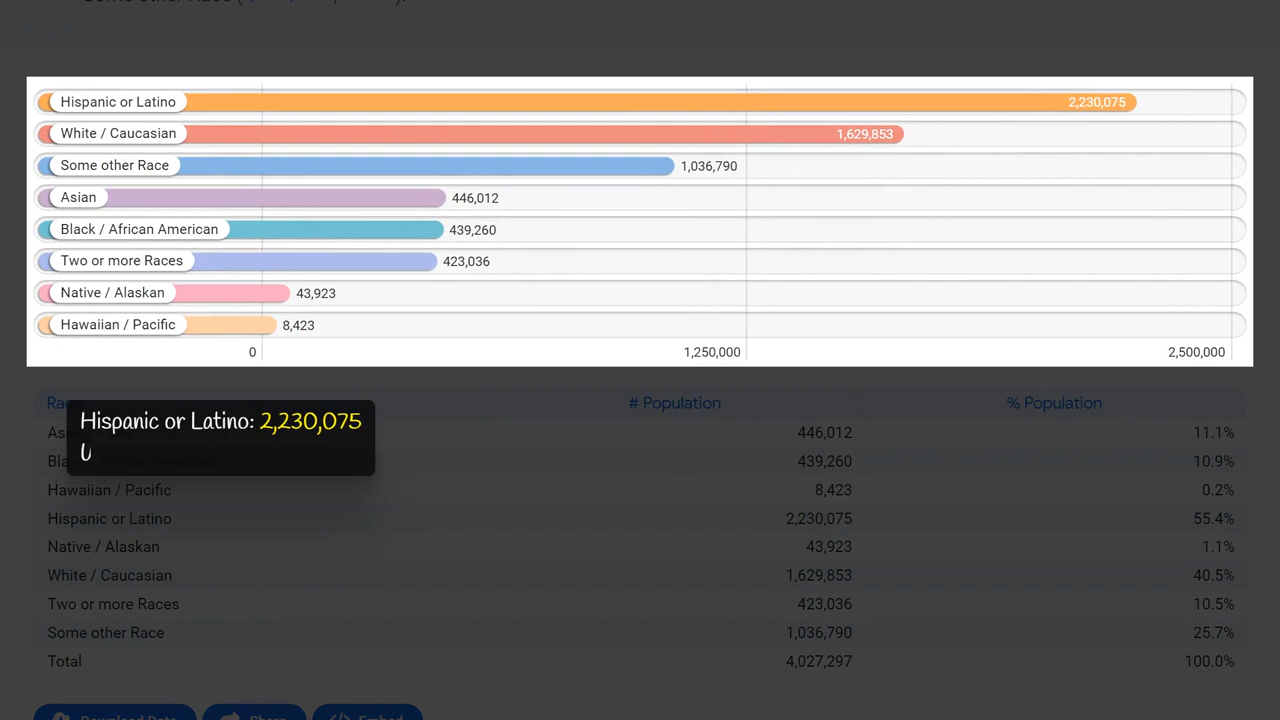 Hispanic or Latino 2,230,075
White / Caucasian 1,629,853
Some other Race 1,036,790
Asian 446,012
Black / African American 439,260
Two or more Races 423,036
Native / Alaskan 43,923
Hawaiian / Pacific 8,423
0 1,250,000 2,500,000
# Population % Population
Hispanic or Latino: 2,230,075
446,012 11.1%
439,260 10.9%
Hawaiian / Pacific 8,423 0.2%
Hispanic or Latino 2,230,075 55.4%
Native / Alaskan 43,923 1.1%
White / Caucasian 1,629,853 40.5%
Two or more Races 423,036 10.5%
Some other Race 1,036,790 25.7%
Total 4,027,297 100.0%
Download Data Share Embed